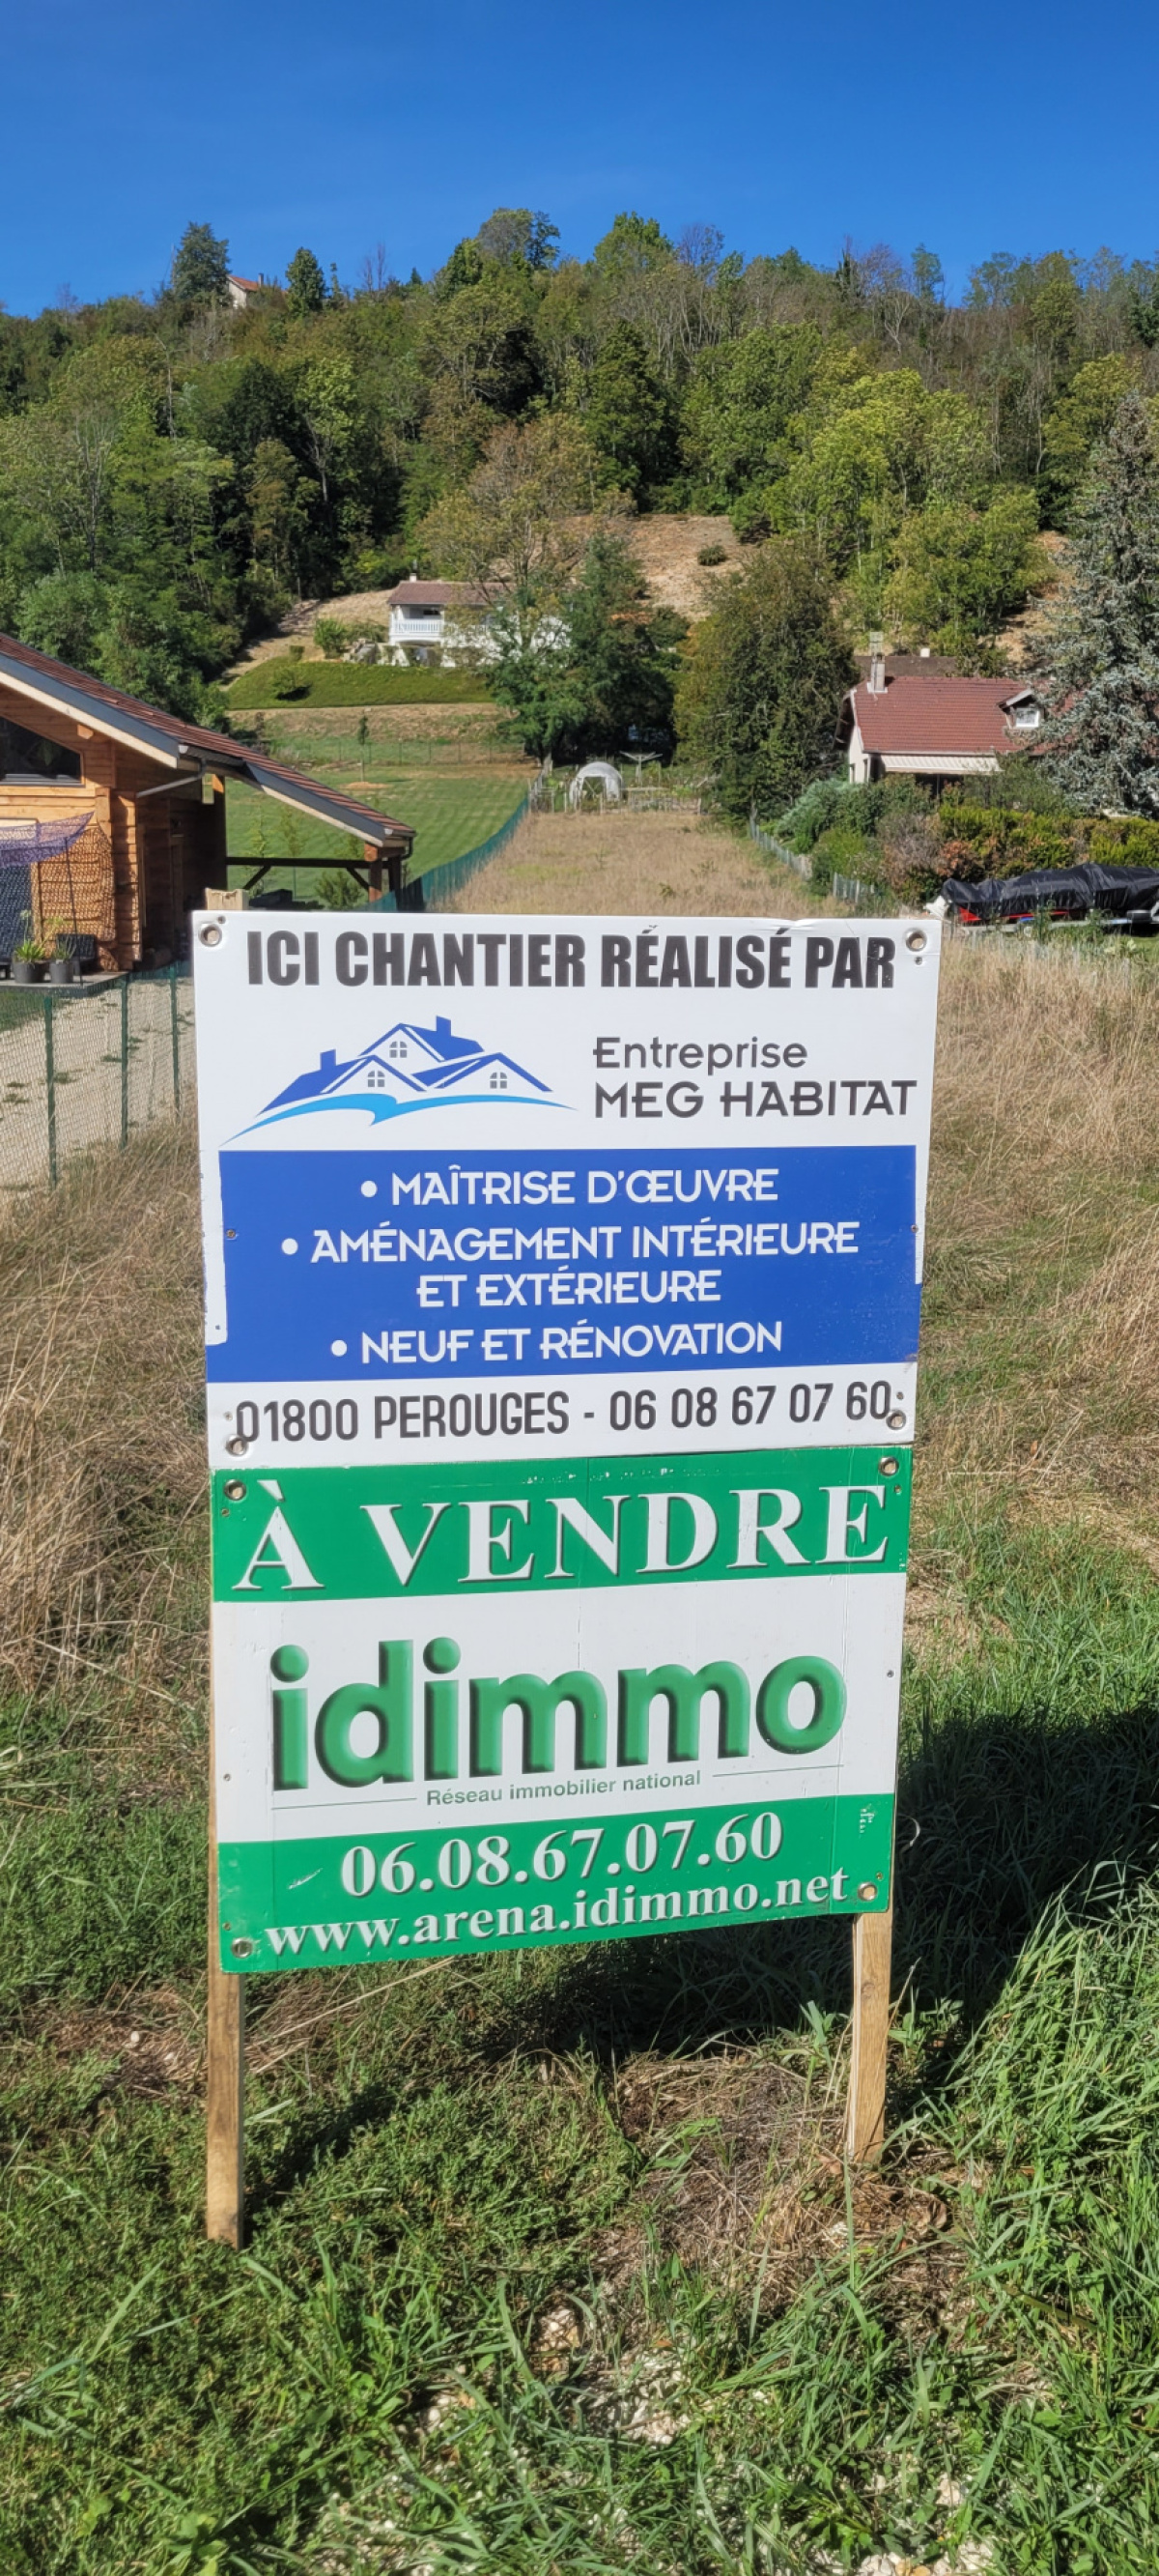 ICI CHANTIER RÉALISÉ PAR
Entreprise
MEG HABITAT
• MAÎTRISE D'ŒUVRE
• AMÉNAGEMENT INTÉRIEURE
ET EXTÉRIEURE
• NEUF ET RÉNOVATION
01800 PEROUGES - 06 08 67 07 60
À VENDRE
idimmo
Réseau immobilier national
06.08.67.07.60
www.arena.idimmo.net